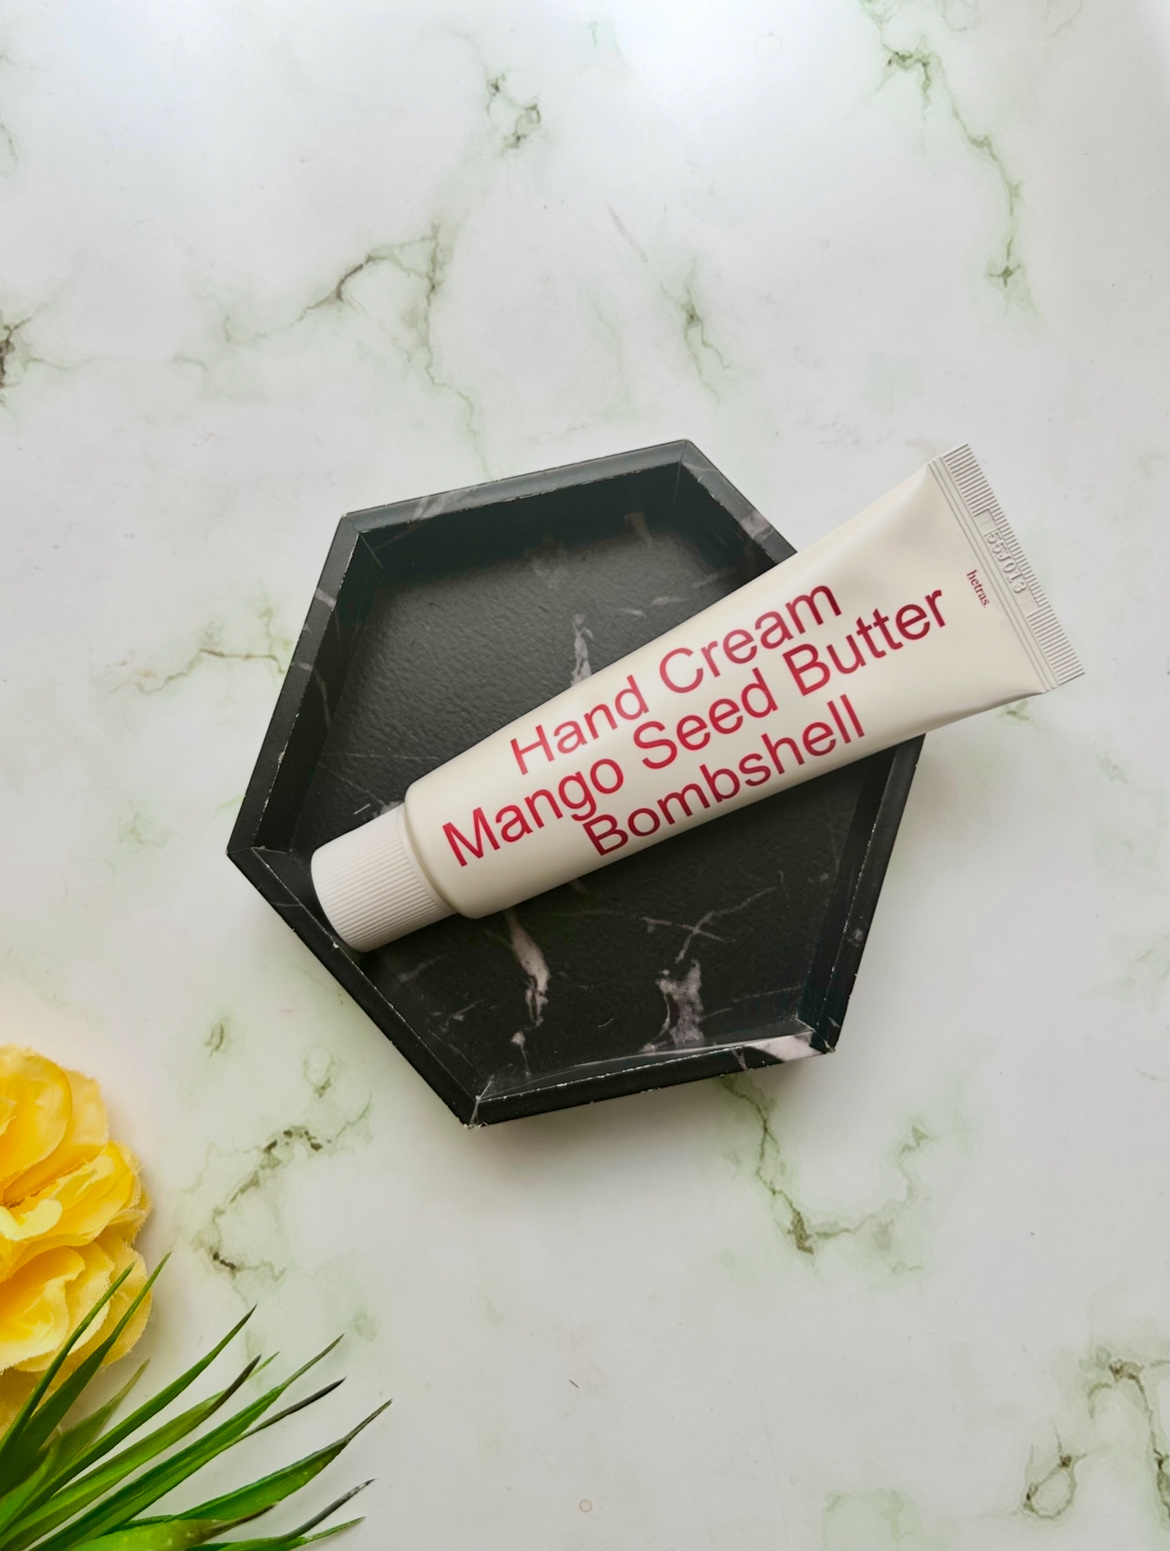 Hand Cream
Mango Seed Butter
Bombshell
hetras.